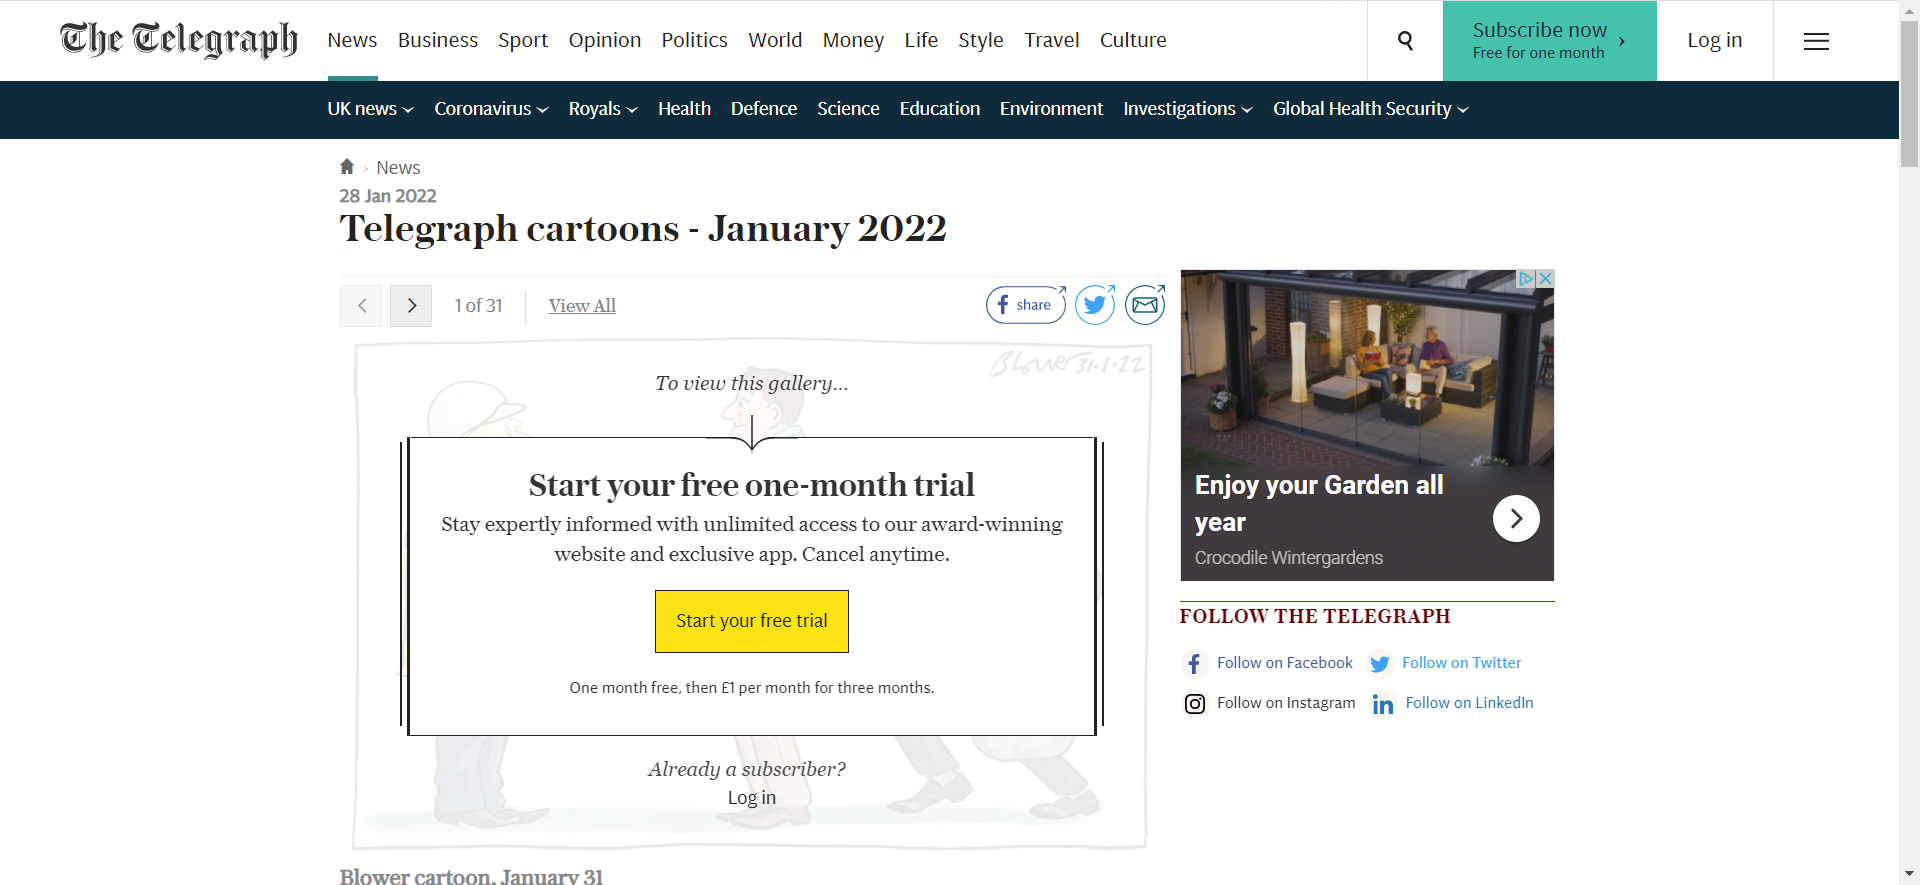 The Telegraph
News Business Sport Opinion Politics World Money Life Style Travel Culture
Subscribe now
Free for one month
Log in
UK news Coronavirus Royals Health Defence Science Education Environment Investigations Global Health Security
News
28 Jan 2022
Telegraph cartoons - January 2022
1 of 31
View All
share
Blower 31.1.22
To view this gallery...
Start your free one-month trial
Stay expertly informed with unlimited access to our award-winning
website and exclusive app. Cancel anytime.
Start your free trial
One month free, then £1 per month for three months.
Already a subscriber?
Log in
Blower cartoon, January 31
Enjoy your Garden all
year
Crocodile Wintergardens
FOLLOW THE TELEGRAPH
Follow on Facebook
Follow on Twitter
Follow on Instagram
Follow on LinkedIn